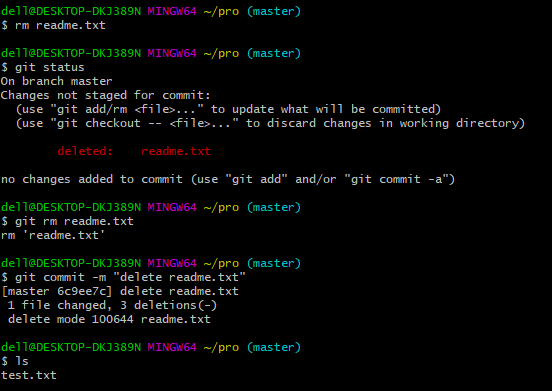 dell@DESKTOP-DKJ389N MINGW64 ~/pro (master)
$ rm readme.txt
dell@DESKTOP-DKJ389N MINGW64 ~/pro (master)
$ git status
On branch master
Changes not staged for commit:
  (use "git add/rm <file>..." to update what will be committed)
  (use "git checkout -- <file>..." to discard changes in working directory)
        deleted:    readme.txt
no changes added to commit (use "git add" and/or "git commit -a")
dell@DESKTOP-DKJ389N MINGW64 ~/pro (master)
$ git rm readme.txt
rm 'readme.txt'
dell@DESKTOP-DKJ389N MINGW64 ~/pro (master)
$ git commit -m "delete readme.txt"
[master 6c9ee7c] delete readme.txt
 1 file changed, 3 deletions(-)
 delete mode 100644 readme.txt
dell@DESKTOP-DKJ389N MINGW64 ~/pro (master)
$ ls
test.txt